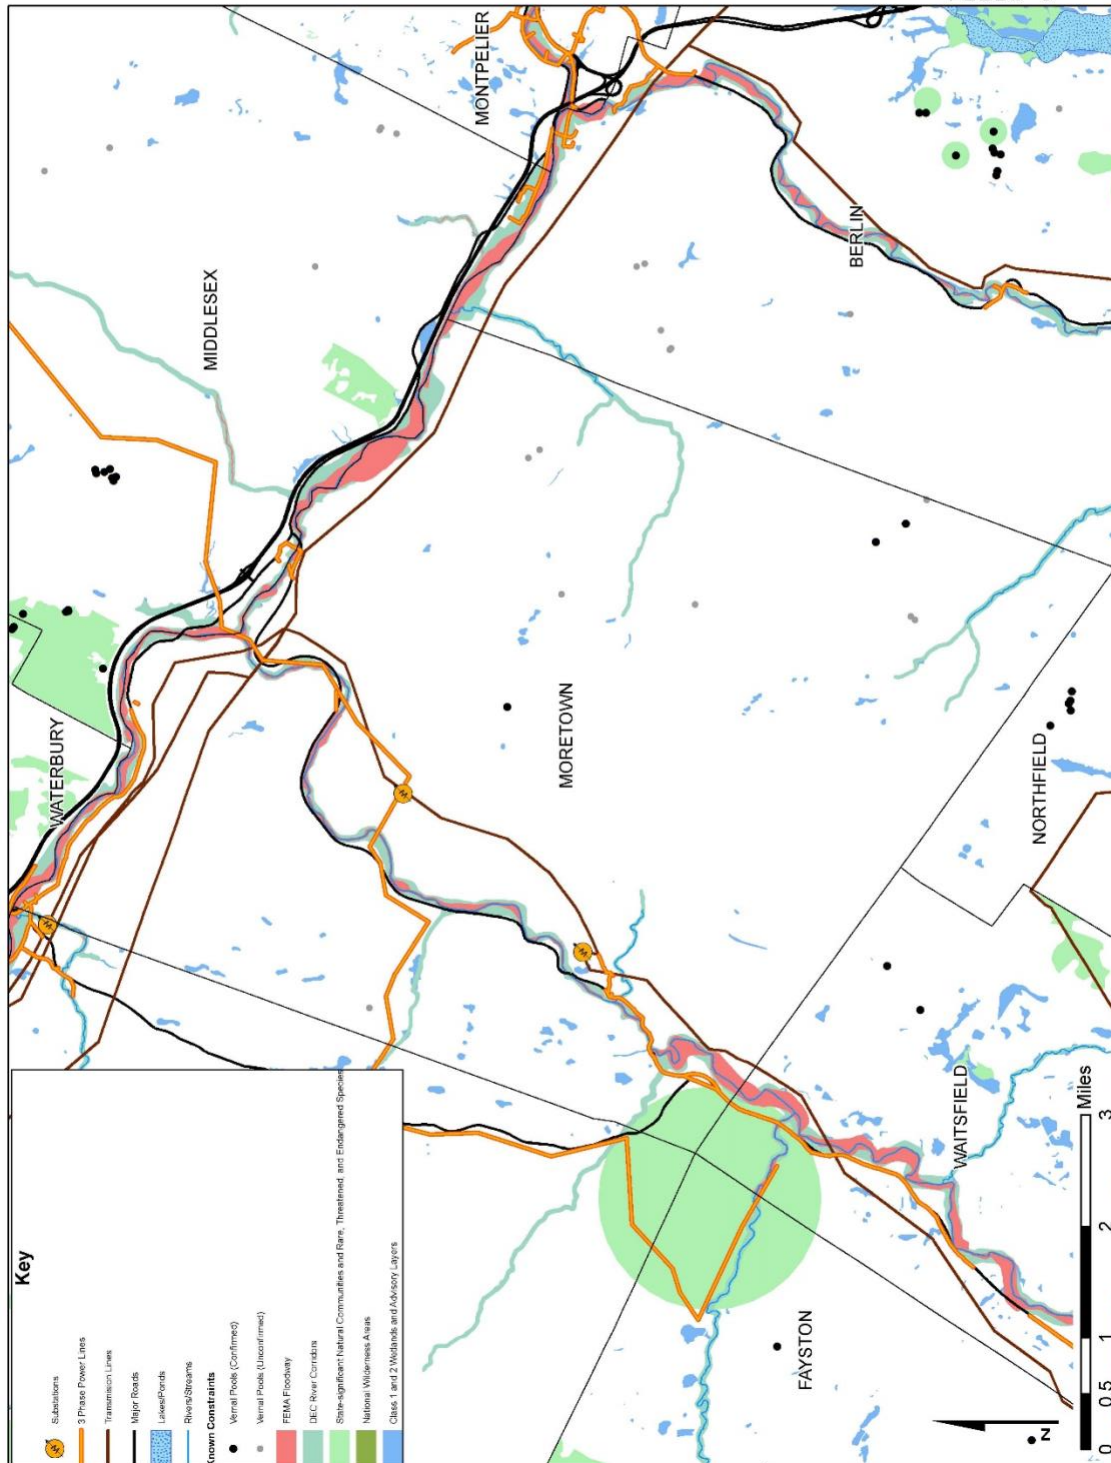 MONTPELIER
MIDDLESEX
BERLIN
WATERBURY
MORETOWN
NORTHFIELD
WAITSFIELD
FAYSTON
Key
Substations
3 Phase Power Lines
Transmision Lines
Major Roads
Lakes/Ponds
Rivers/Streams
Known Constraints
Vernal Pools (Confirmed)
Vernal Pools (Unconfirmed)
FEMA Floodway
DEC River Corridors
State-significant Natural Communities and Rare, Threatened, and Endangered Species
National Wilderness Areas
Class 1 and 2 Wetlands and Advisory Layers
N
0 0.5 1 2 3
Miles